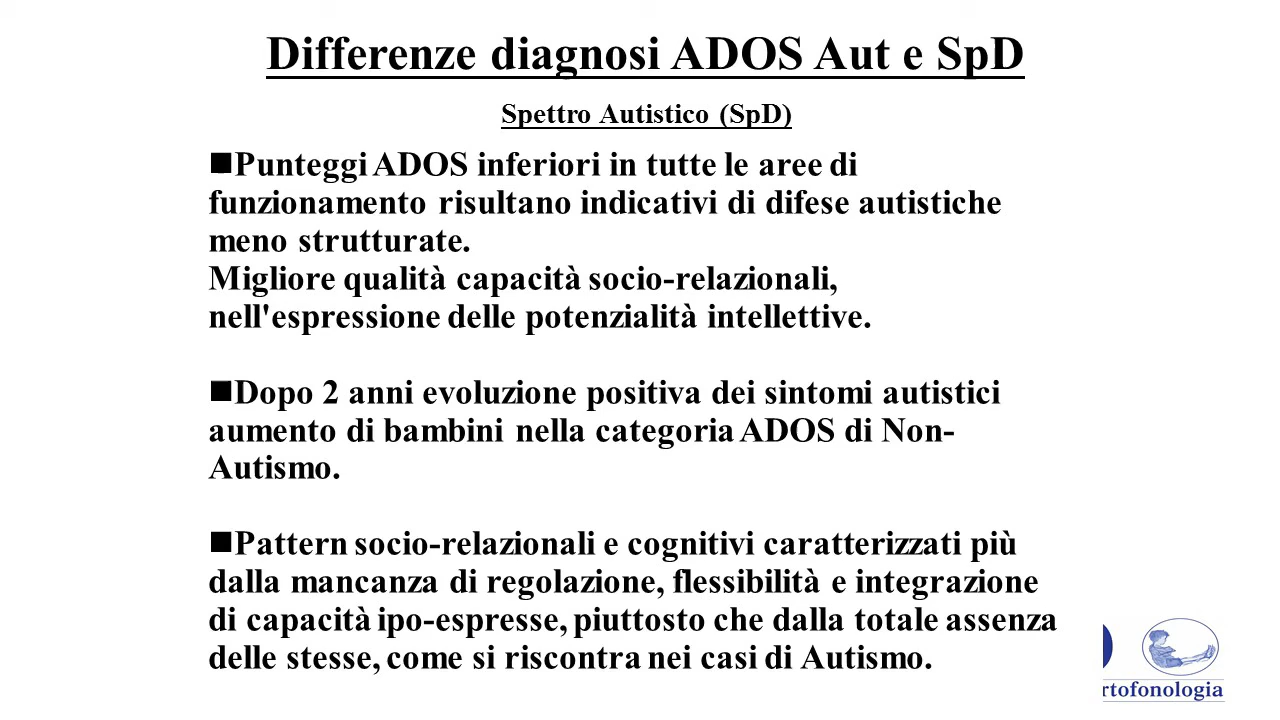 Differenze diagnosi ADOS Aut e SpD
Spettro Autistico (SpD)
■Punteggi ADOS inferiori in tutte le aree di
funzionamento risultano indicativi di difese autistiche
meno strutturate.
Migliore qualità capacità socio-relazionali,
nell'espressione delle potenzialità intellettive.
■Dopo 2 anni evoluzione positiva dei sintomi autistici
aumento di bambini nella categoria ADOS di Non-
Autismo.
■Pattern socio-relazionali e cognitivi caratterizzati più
dalla mancanza di regolazione, flessibilità e integrazione
di capacità ipo-espresse, piuttosto che dalla totale assenza
delle stesse, come si riscontra nei casi di Autismo.
rtofonologia